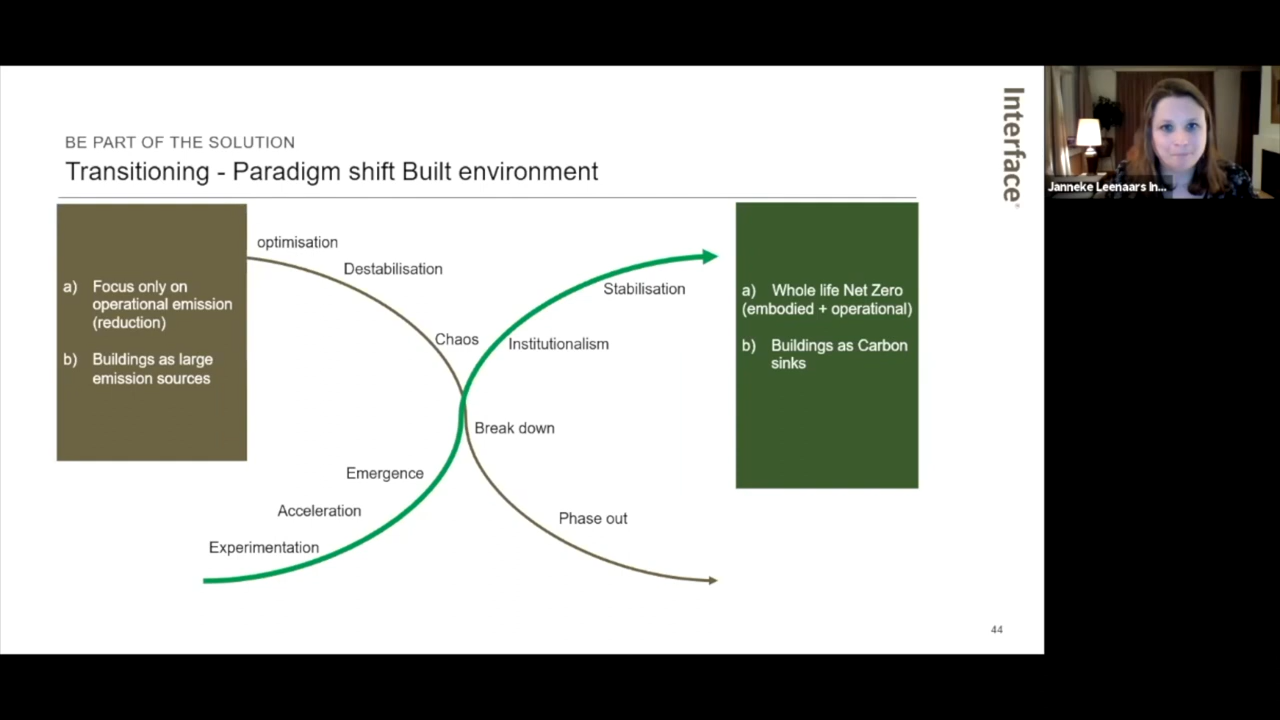 BE PART OF THE SOLUTION
Transitioning - Paradigm shift Built environment
Interface
Janneke Leenaars In...
a) Focus only on
operational emission
(reduction)
b) Buildings as large
emission sources
optimisation
Destabilisation
Chaos
Break down
Phase out
Experimentation
Acceleration
Emergence
Institutionalism
Stabilisation
a) Whole life Net Zero
(embodied + operational)
b) Buildings as Carbon
sinks
44